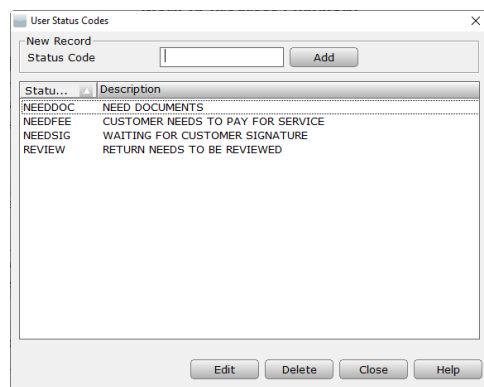 User Status Codes
New Record
Status Code
Add
Statu... Description
NEEDDOC NEED DOCUMENTS
NEEDFEE CUSTOMER NEEDS TO PAY FOR SERVICE
NEEDSIG WAITING FOR CUSTOMER SIGNATURE
REVIEW RETURN NEEDS TO BE REVIEWED
Edit Delete Close Help